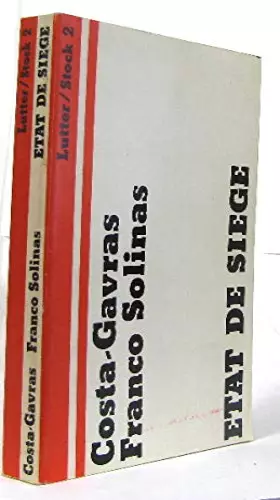 Costa-Gavras Franco Solinas
ETAT DE SIEGE
Lutter/Stock 2
Lutter/Stock 2
Costa-Gavras
Franco Solinas
ETAT DE SIEGE